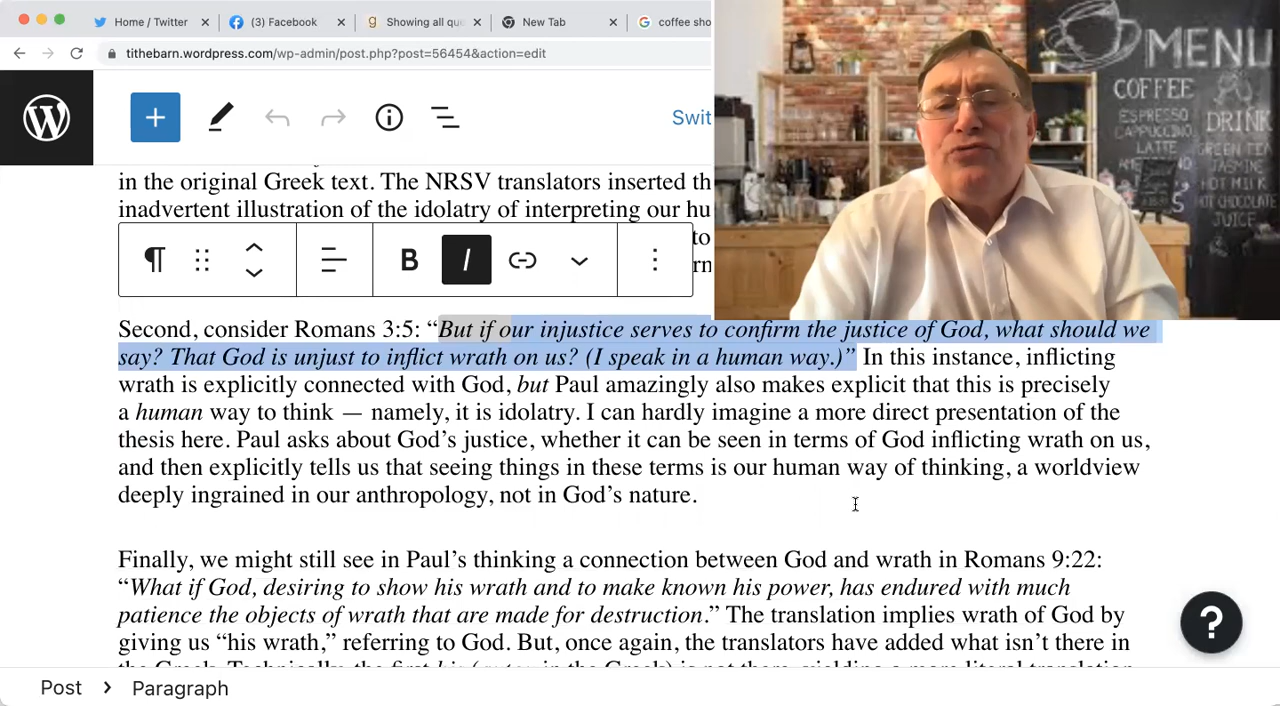 Home / Twitter
(3) Facebook
Showing all que
New Tab
coffee sho
tithebarn.wordpress.com/wp-admin/post.php?post=56454&action=edit
Swit
MENU
COFFEE
ESPRESSO
CAPPUCCINO
LATTE
DRINK
GREEN TEA
JASMINE
HOT MILK
HOT CHOCOLATE
JUICE
in the original Greek text. The NRSV translators inserted th
inadvertent illustration of the idolatry of interpreting our hu
to
B I
Second, consider Romans 3:5: “But if our injustice serves to confirm the justice of God, what should we
say? That God is unjust to inflict wrath on us? (I speak in a human way.)” In this instance, inflicting
wrath is explicitly connected with God, but Paul amazingly also makes explicit that this is precisely
a human way to think — namely, it is idolatry. I can hardly imagine a more direct presentation of the
thesis here. Paul asks about God’s justice, whether it can be seen in terms of God inflicting wrath on us,
and then explicitly tells us that seeing things in these terms is our human way of thinking, a worldview
deeply ingrained in our anthropology, not in God’s nature.
Finally, we might still see in Paul’s thinking a connection between God and wrath in Romans 9:22:
“What if God, desiring to show his wrath and to make known his power, has endured with much
patience the objects of wrath that are made for destruction.” The translation implies wrath of God by
giving us “his wrath,” referring to God. But, once again, the translators have added what isn’t there in
Post > Paragraph